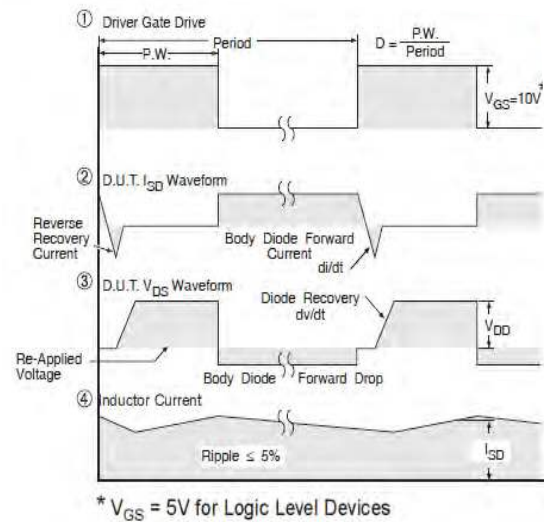 ① Driver Gate Drive
P.W.
Period
D = P.W. / Period
VGS=10V*
② D.U.T. ISD Waveform
Reverse
Recovery
Current
Body Diode Forward
Current
di/dt
③ D.U.T. VDS Waveform
Diode Recovery
dv/dt
VDD
Re-Applied
Voltage
Body Diode Forward Drop
④ Inductor Current
Ripple ≤ 5%
ISD
* VGS = 5V for Logic Level Devices